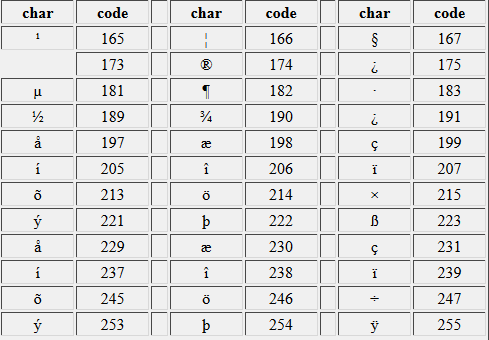 char code char code char code
¹ 165 ¦ 166 § 167
173 ® 174 ¿ 175
µ 181 ¶ 182 · 183
½ 189 ¾ 190 ¿ 191
å 197 æ 198 ç 199
í 205 î 206 ï 207
õ 213 ö 214 × 215
ý 221 þ 222 ß 223
å 229 æ 230 ç 231
í 237 î 238 ï 239
õ 245 ö 246 ÷ 247
ý 253 þ 254 ÿ 255